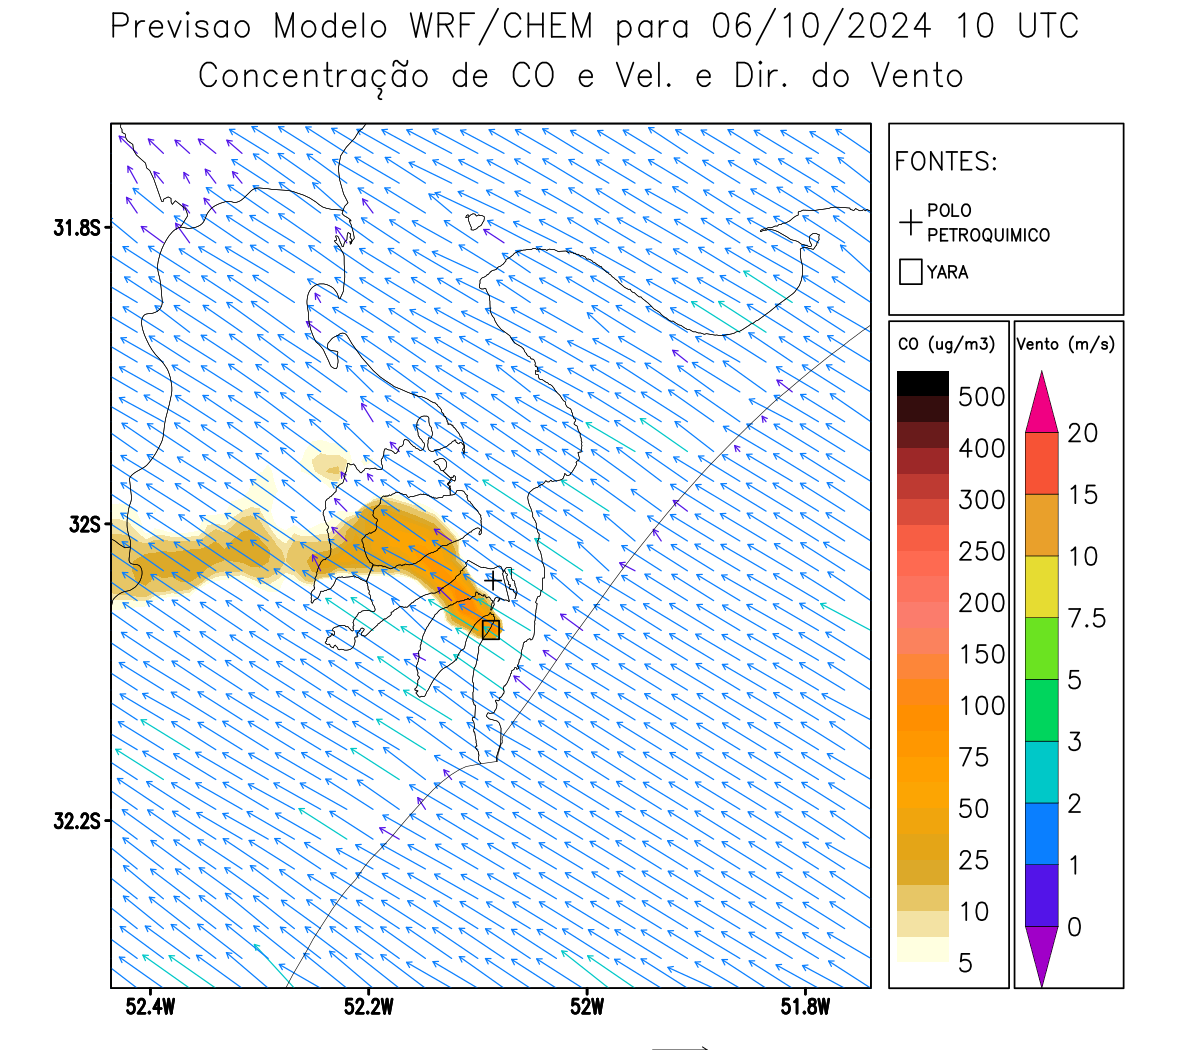 Previsao Modelo WRF/CHEM para 06/10/2024 10 UTC
Concentração de CO e Vel. e Dir. do Vento
FONTES:
POLO
PETROQUIMICO
YARA
CO (ug/m3)
500
400
300
250
200
150
100
75
50
25
10
5
Vento (m/s)
20
15
10
7.5
5
3
2
1
0
31.8S
32S
32.2S
52.4W
52.2W
52W
51.8W